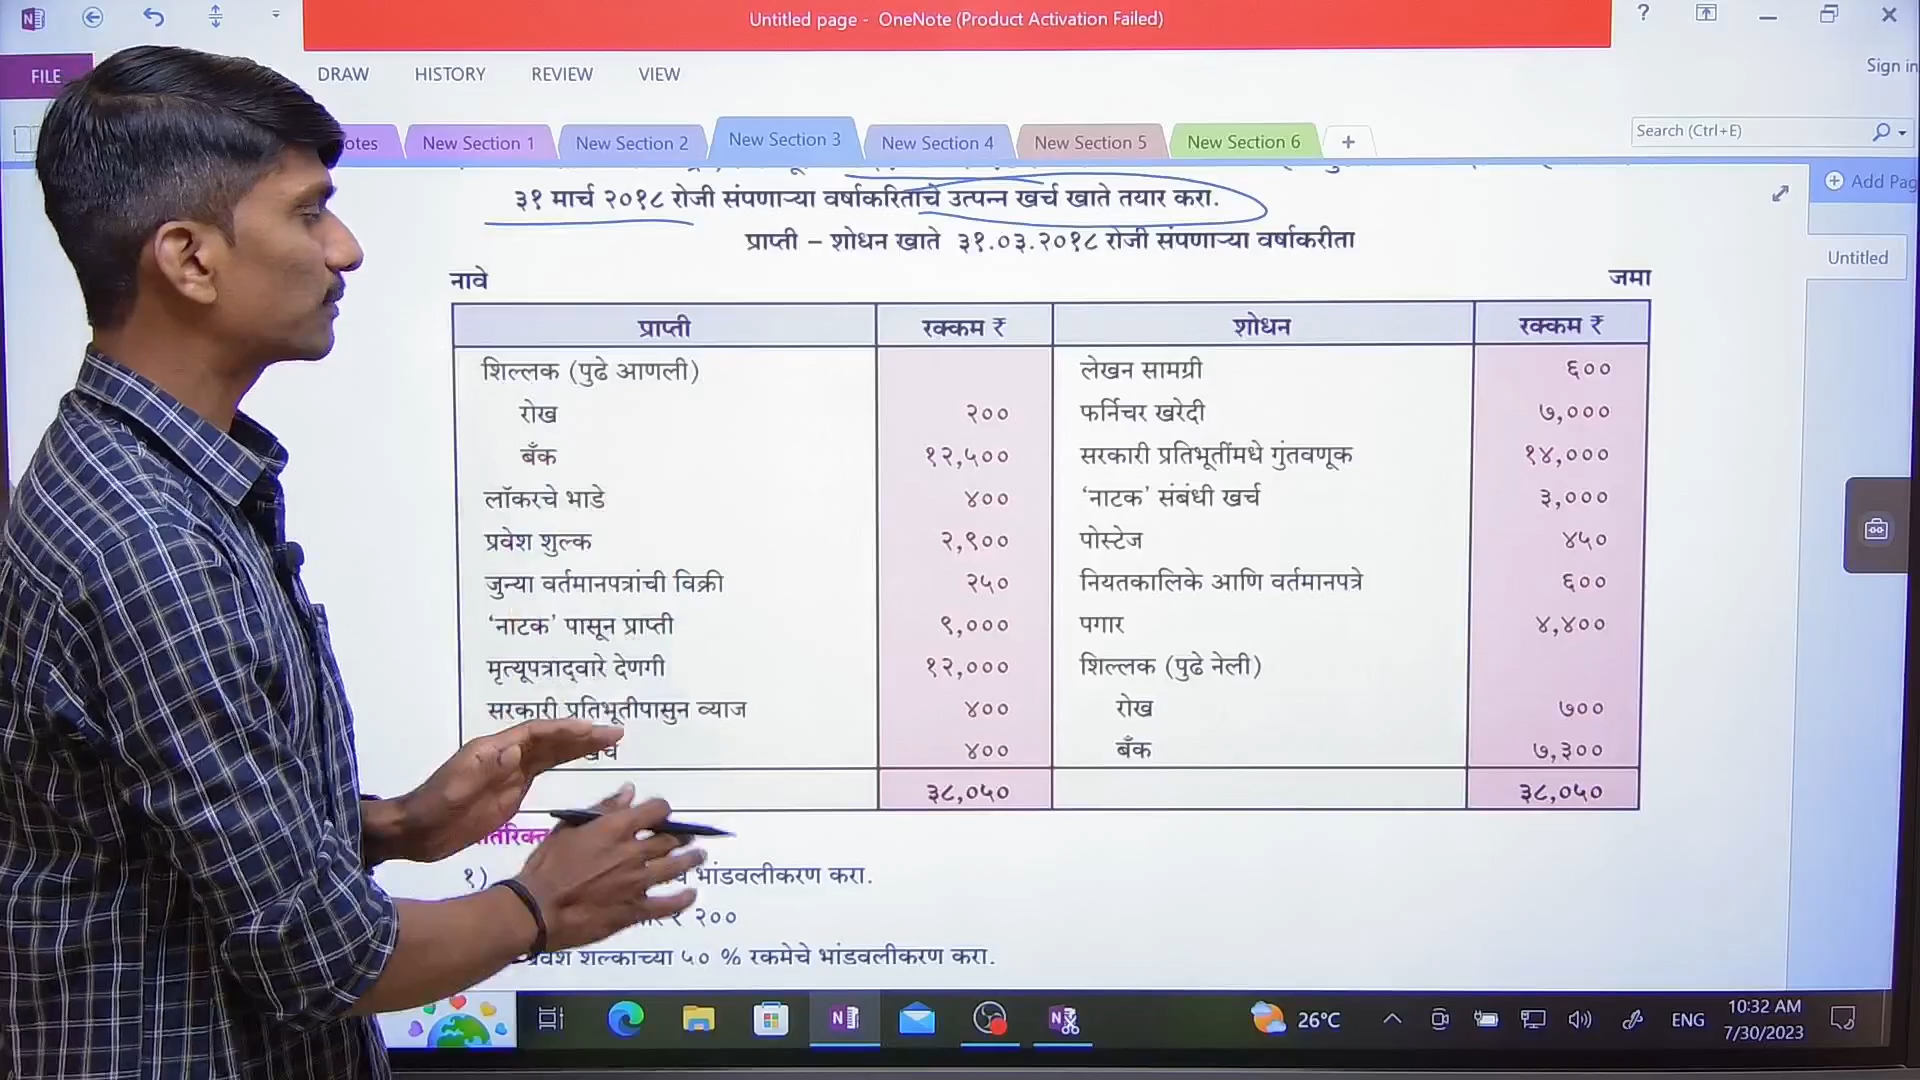 Untitled page - OneNote (Product Activation Failed)
?
FILE DRAW HISTORY REVIEW VIEW
Sign in
otes New Section 1 New Section 2 New Section 3 New Section 4 New Section 5 New Section 6 +
Search (Ctrl+E)
Add Pag
Untitled
३१ मार्च २०१८ रोजी संपणाऱ्या वर्षाकरिताचे उत्पन्न खर्च खाते तयार करा.
प्राप्ती – शोधन खाते ३१.०३.२०१८ रोजी संपणाऱ्या वर्षाकरीता
नावे जमा
प्राप्ती रक्कम ₹ शोधन रक्कम ₹
शिल्लक (पुढे आणली) लेखन सामग्री ६००
रोख २०० फर्निचर खरेदी ७,०००
बँक १२,५०० सरकारी प्रतिभूतींमधे गुंतवणूक १४,०००
लॉकरचे भाडे ४०० ‘नाटक’ संबंधी खर्च ३,०००
प्रवेश शुल्क २,९०० पोस्टेज ४५०
जुन्या वर्तमानपत्रांची विक्री २५० नियतकालिके आणि वर्तमानपत्रे ६००
‘नाटक’ पासून प्राप्ती ९,००० पगार ४,४००
मृत्यूपत्राद्वारे देणगी १२,००० शिल्लक (पुढे नेली)
सरकारी प्रतिभूतीपासुन व्याज ४०० रोख ७००
खर्च ४०० बँक ७,३००
३८,०५० ३८,०५०
१) भांडवलीकरण करा.
₹ २००
प्रवेश शल्काच्या ५० % रकमेचे भांडवलीकरण करा.
26°C ENG 10:32 AM
7/30/2023